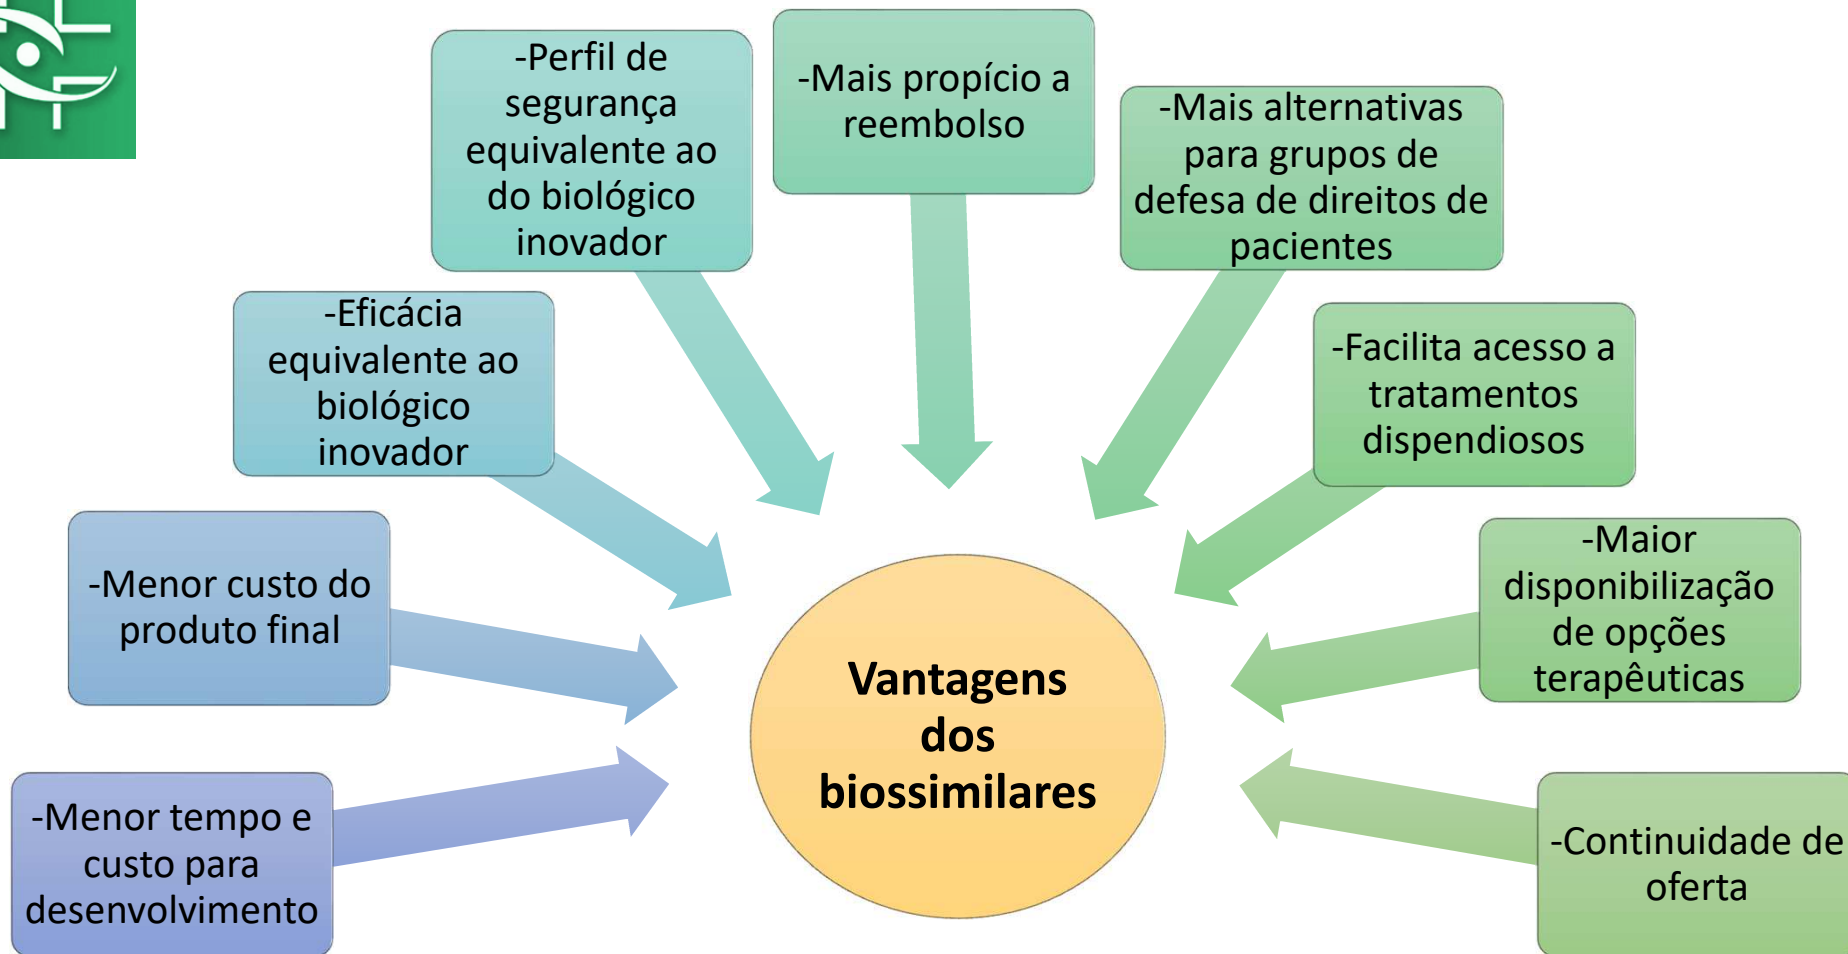 -Menor tempo e
custo para
desenvolvimento
-Menor custo do
produto final
-Eficácia
equivalente ao
biológico
inovador
-Perfil de
segurança
equivalente ao
do biológico
inovador
-Mais propício a
reembolso
-Mais alternativas
para grupos de
defesa de direitos de
pacientes
-Facilita acesso a
tratamentos
dispendiosos
-Maior
disponibilização
de opções
terapêuticas
-Continuidade de
oferta
Vantagens
dos
biossimilares